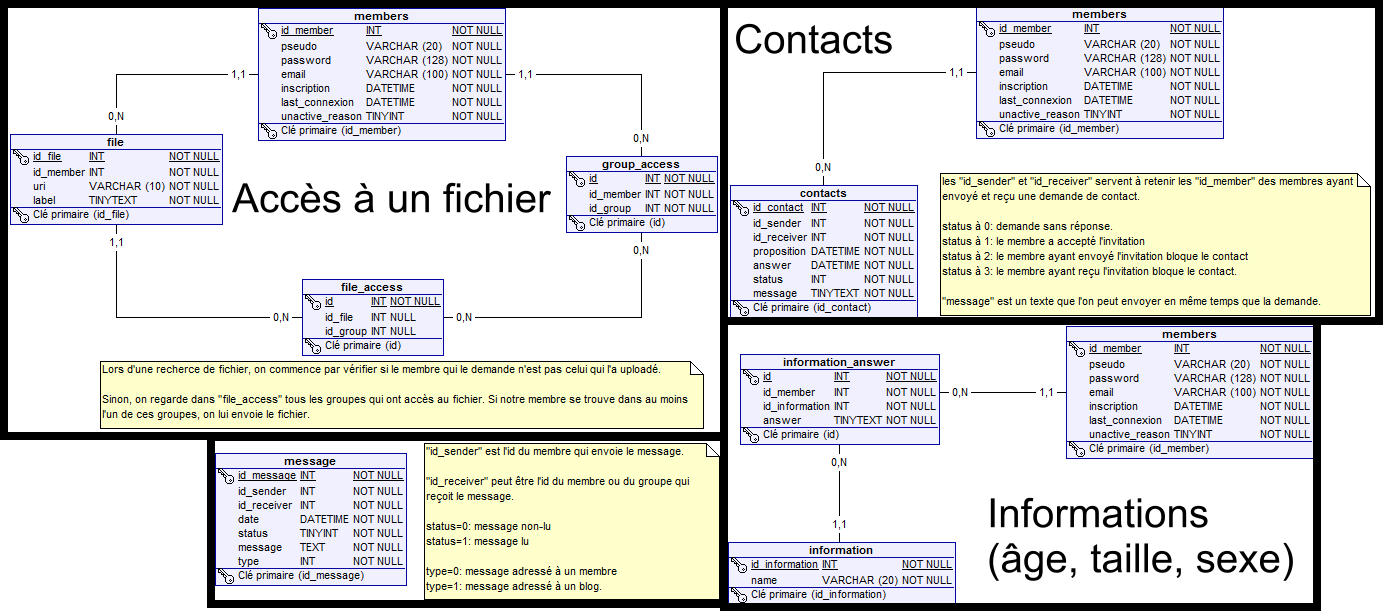 members
id_member INT NOT NULL
pseudo VARCHAR (20) NOT NULL
password VARCHAR (128) NOT NULL
email VARCHAR (100) NOT NULL
inscription DATETIME NOT NULL
last_connexion DATETIME NOT NULL
unactive_reason TINYINT NOT NULL
Clé primaire (id_member)
1,1
1,1
0,N
0,N
file
id_file INT NOT NULL
id_member INT NOT NULL
uri VARCHAR (10) NOT NULL
label TINYTEXT NOT NULL
Clé primaire (id_file)
Accès à un fichier
group_access
id INT NOT NULL
id_member INT NOT NULL
id_group INT NOT NULL
Clé primaire (id)
1,1
0,N
file_access
id INT NOT NULL
id_file INT NULL
id_group INT NULL
Clé primaire (id)
0,N
0,N
Lors d'une recherce de fichier, on commence par vérifier si le membre qui le demande n'est pas celui qui l'a uploadé.
Sinon, on regarde dans "file_access" tous les groupes qui ont accès au fichier. Si notre membre se trouve dans au moins
l'un de ces groupes, on lui envoie le fichier.
Contacts
members
id_member INT NOT NULL
pseudo VARCHAR (20) NOT NULL
password VARCHAR (128) NOT NULL
email VARCHAR (100) NOT NULL
inscription DATETIME NOT NULL
last_connexion DATETIME NOT NULL
unactive_reason TINYINT NOT NULL
Clé primaire (id_member)
1,1
0,N
contacts
id_contact INT NOT NULL
id_sender INT NOT NULL
id_receiver INT NOT NULL
proposition DATETIME NOT NULL
answer DATETIME NOT NULL
status INT NOT NULL
message TINYTEXT NOT NULL
Clé primaire (id_contact)
les "id_sender" et "id_receiver" servent à retenir les "id_member" des membres ayant
envoyé et reçu une demande de contact.
status à 0: demande sans réponse.
status à 1: le membre a accepté l'invitation
status à 2: le membre ayant envoyé l'invitation bloque le contact
status à 3: le membre ayant reçu l'invitation bloque le contact.
"message" est un texte que l'on peut envoyer en même temps que la demande.
message
id_message INT NOT NULL
id_sender INT NOT NULL
id_receiver INT NOT NULL
date DATETIME NOT NULL
status TINYINT NOT NULL
message TEXT NOT NULL
type INT NOT NULL
Clé primaire (id_message)
"id_sender" est l'id du membre qui envoie le message.
"id_receiver" peut être l'id du membre ou du groupe qui
reçoit le message.
status=0: message non-lu
status=1: message lu
type=0: message adressé à un membre
type=1: message adressé à un blog.
information_answer
id INT NOT NULL
id_member INT NOT NULL
id_information INT NOT NULL
answer TINYTEXT NOT NULL
Clé primaire (id)
0,N
1,1
members
id_member INT NOT NULL
pseudo VARCHAR (20) NOT NULL
password VARCHAR (128) NOT NULL
email VARCHAR (100) NOT NULL
inscription DATETIME NOT NULL
last_connexion DATETIME NOT NULL
unactive_reason TINYINT NOT NULL
Clé primaire (id_member)
0,N
1,1
information
id_information INT NOT NULL
name VARCHAR (20) NOT NULL
Clé primaire (id_information)
Informations
(âge, taille, sexe)